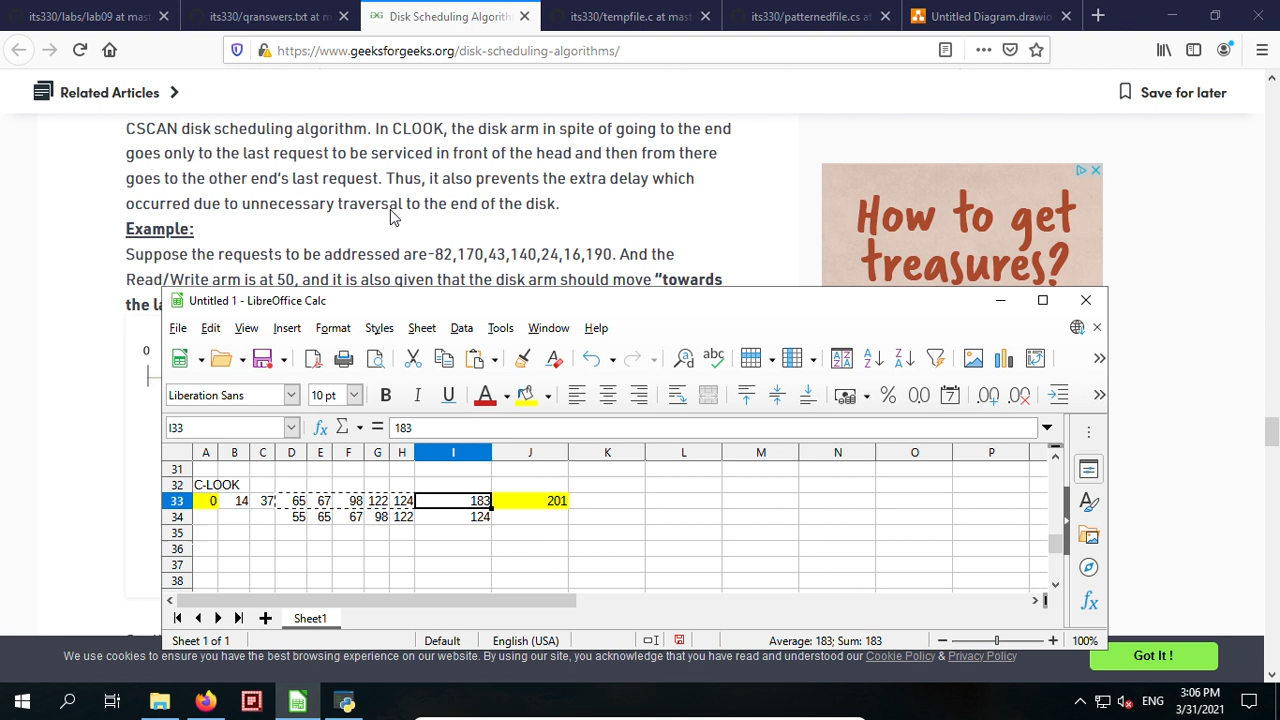 its330/labs/lab09 at mast
its330/qranswers.txt at m
Disk Scheduling Algorith
its330/tempfile.c at mast
its330/patternedfile.cs at
Untitled Diagram.drawio
https://www.geeksforgeeks.org/disk-scheduling-algorithms/
Related Articles
Save for later
CSCAN disk scheduling algorithm. In CLOOK, the disk arm in spite of going to the end
goes only to the last request to be serviced in front of the head and then from there
goes to the other end's last request. Thus, it also prevents the extra delay which
occurred due to unnecessary traversal to the end of the disk.
Example:
Suppose the requests to be addressed are-82,170,43,140,24,16,190. And the
Read/Write arm is at 50, and it is also given that the disk arm should move "towards
the la
0
How to get
treasures?
Untitled 1 - LibreOffice Calc
File Edit View Insert Format Styles Sheet Data Tools Window Help
Liberation Sans 10 pt
I33 183
A B C D E F G H I J K L M N O P
31
32 C-LOOK
33 0 14 37 65 67 98 122 124 183 201
34 55 65 67 98 122 124
35
36
37
38
Sheet1
Sheet 1 of 1 Default English (USA) Average: 183; Sum: 183 100%
We use cookies to ensure you have the best browsing experience on our website. By using our site, you acknowledge that you have read and understood our Cookie Policy & Privacy Policy
Got It !
ENG
3:06 PM
3/31/2021